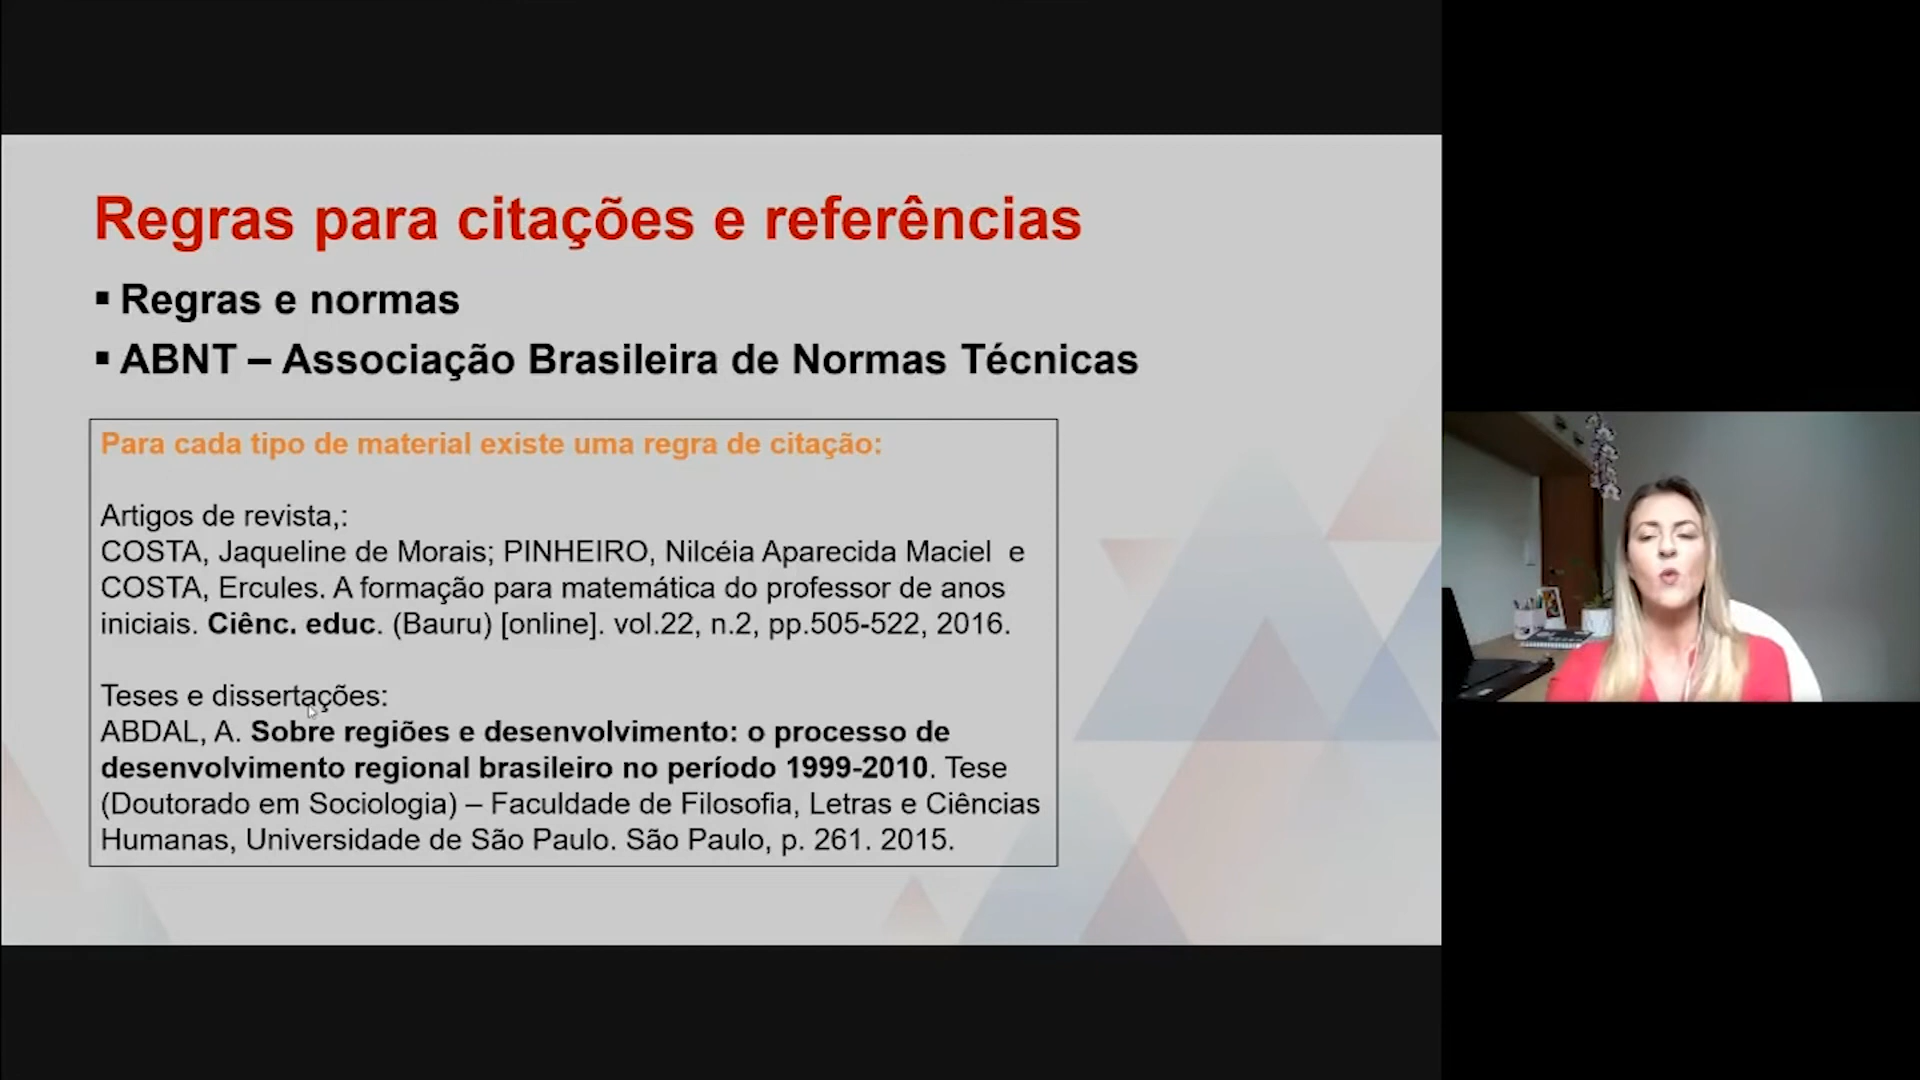 Regras para citações e referências
▪ Regras e normas
▪ ABNT – Associação Brasileira de Normas Técnicas
Para cada tipo de material existe uma regra de citação:
Artigos de revista,:
COSTA, Jaqueline de Morais; PINHEIRO, Nilcéia Aparecida Maciel e
COSTA, Ercules. A formação para matemática do professor de anos
iniciais. Ciênc. educ. (Bauru) [online]. vol.22, n.2, pp.505-522, 2016.
Teses e dissertações:
ABDAL, A. Sobre regiões e desenvolvimento: o processo de
desenvolvimento regional brasileiro no período 1999-2010. Tese
(Doutorado em Sociologia) – Faculdade de Filosofia, Letras e Ciências
Humanas, Universidade de São Paulo. São Paulo, p. 261. 2015.